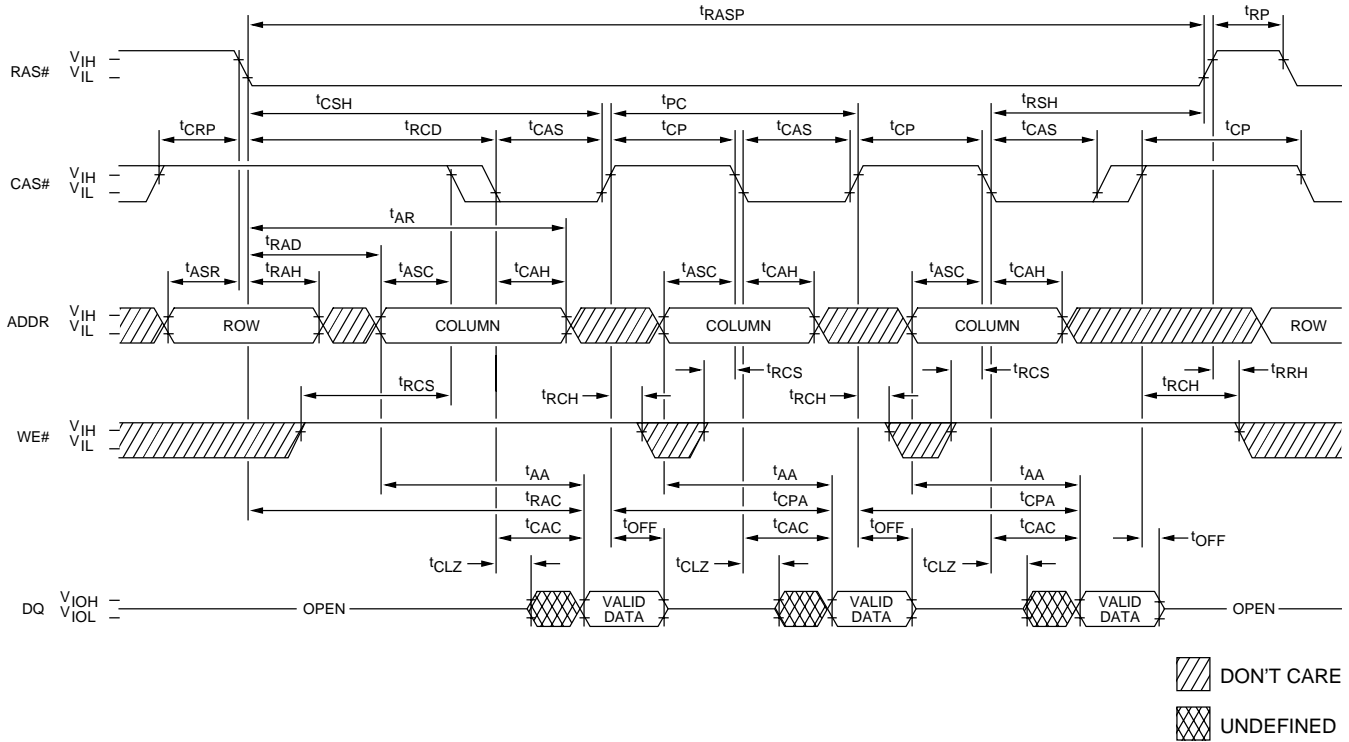 tRASP tRP
RAS# VIH
VIL
tCSH tPC tRSH
tCRP tRCD tCAS tCP tCAS tCP tCAS tCP
CAS# VIH
VIL
tAR
tRAD
tASR tRAH tASC tCAH tASC tCAH tASC tCAH
ADDR VIH
VIL
ROW COLUMN COLUMN COLUMN ROW
tRCS tRCH tRCS tRCH tRCS tRCH tRRH
WE# VIH
VIL
tAA tAA tAA
tRAC tCPA tCPA
tCAC tOFF tCAC tOFF tCAC tOFF
tCLZ tCLZ tCLZ
DQ VIOH
VIOL
OPEN VALID DATA VALID DATA VALID DATA OPEN
DON'T CARE
UNDEFINED